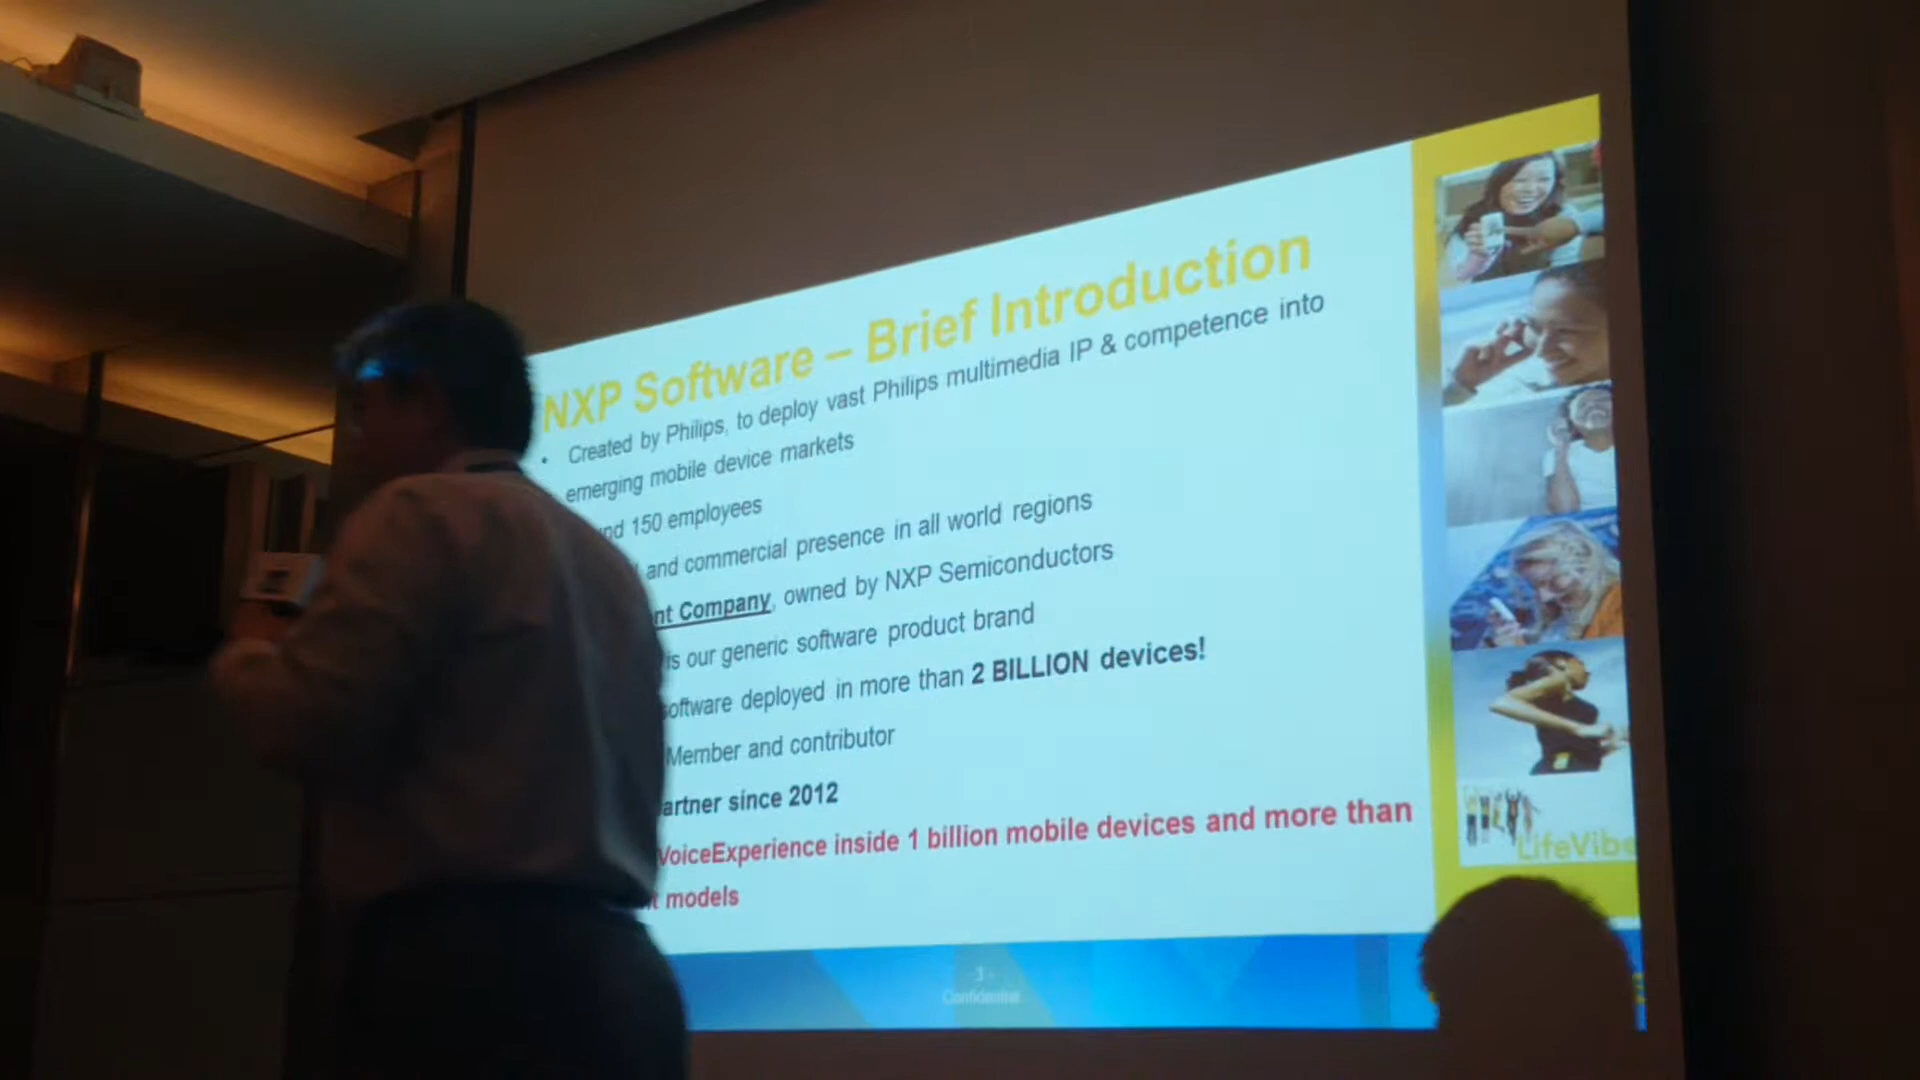 NXP Software – Brief Introduction
• Created by Philips, to deploy vast Philips multimedia IP & competence into
emerging mobile device markets
150 employees
and commercial presence in all world regions
Company, owned by NXP Semiconductors
is our generic software product brand
software deployed in more than 2 BILLION devices!
Member and contributor
since 2012
VoiceExperience inside 1 billion mobile devices and more than
models
3
Confidential